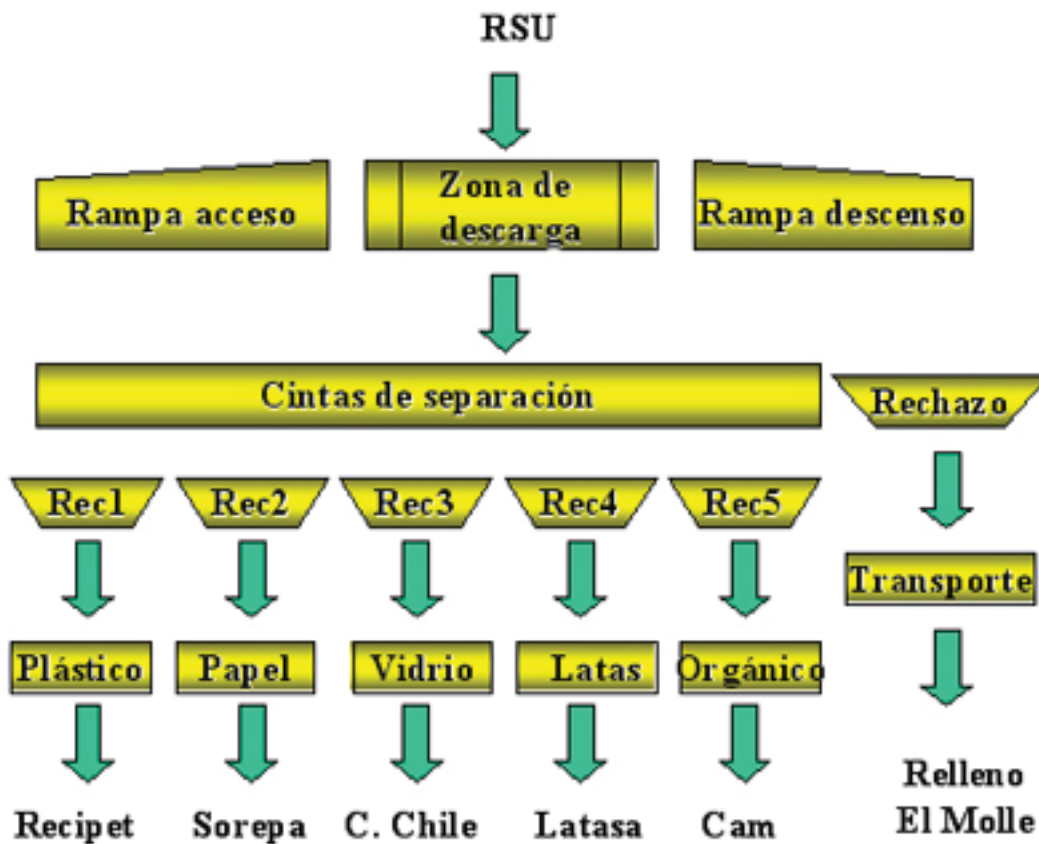 RSU
Rampa acceso
Zona de
descarga
Rampa descenso
Cintas de separación
Rechazo
Rec1
Rec2
Rec3
Rec4
Rec5
Transporte
Plástico
Papel
Vidrio
Latas
Orgánico
Recipet
Sorepa
C. Chile
Latasa
Cam
Relleno
El Molle